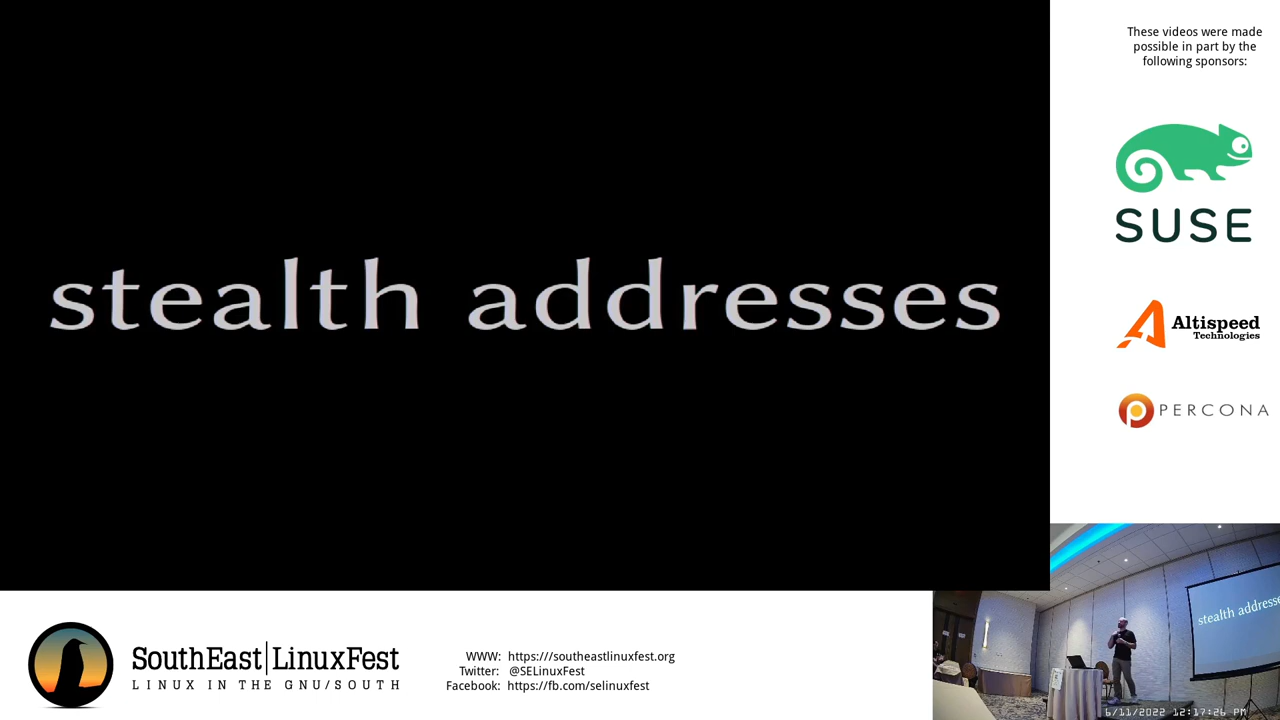 stealth addresses
These videos were made
possible in part by the
following sponsors:
SUSE
Altispeed
Technologies
PERCONA
stealth addresse
6/11/2022 12:17:26 PM
SouthEast|LinuxFest
LINUX IN THE GNU/SOUTH
WWW: https:///southeastlinuxfest.org
Twitter: @SELinuxFest
Facebook: https://fb.com/selinuxfest